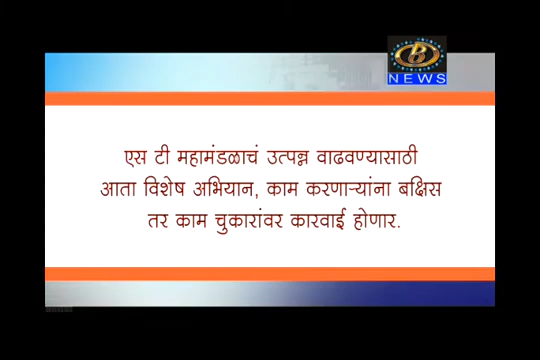 B
NEWS
एस टी महामंडळाचं उत्पन्न वाढवण्यासाठी
आता विशेष अभियान, काम करणाऱ्यांना बक्षिस
तर काम चुकारांवर कारवाई होणार.